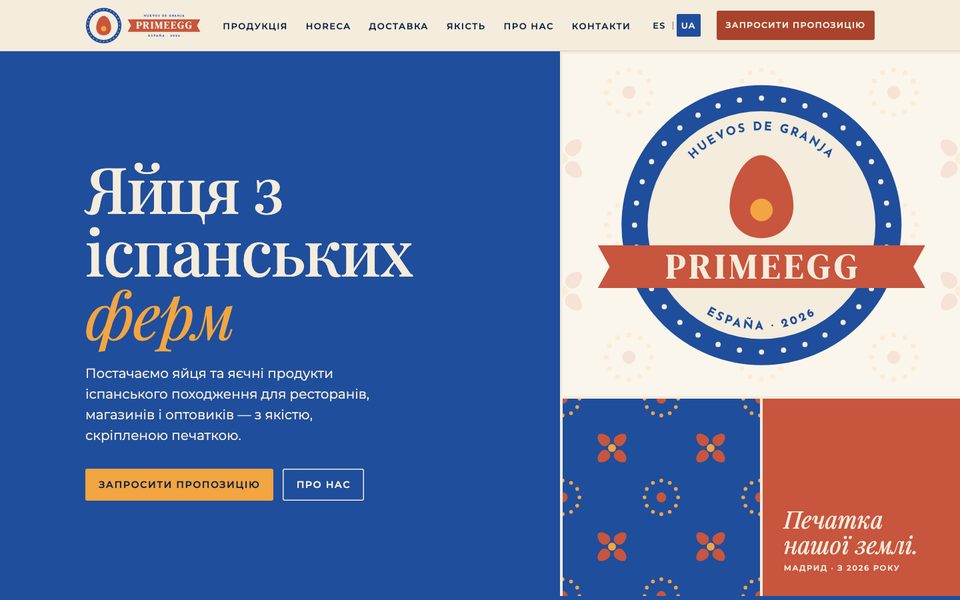 HUEVOS DE GRANJA
PRIMEEGG
ESPAÑA · 2026
ПРОДУКЦІЯ HORECA ДОСТАВКА ЯКІСТЬ ПРО НАС КОНТАКТИ ES | UA ЗАПРОСИТИ ПРОПОЗИЦІЮ
Яйця з
іспанських
ферм
Постачаємо яйця та яєчні продукти
іспанського походження для ресторанів,
магазинів і оптовиків — з якістю,
скріпленою печаткою.
ЗАПРОСИТИ ПРОПОЗИЦІЮ ПРО НАС
HUEVOS DE GRANJA
PRIMEEGG
ESPAÑA · 2026
Печатка
нашої землі.
МАДРИД · З 2026 РОКУ